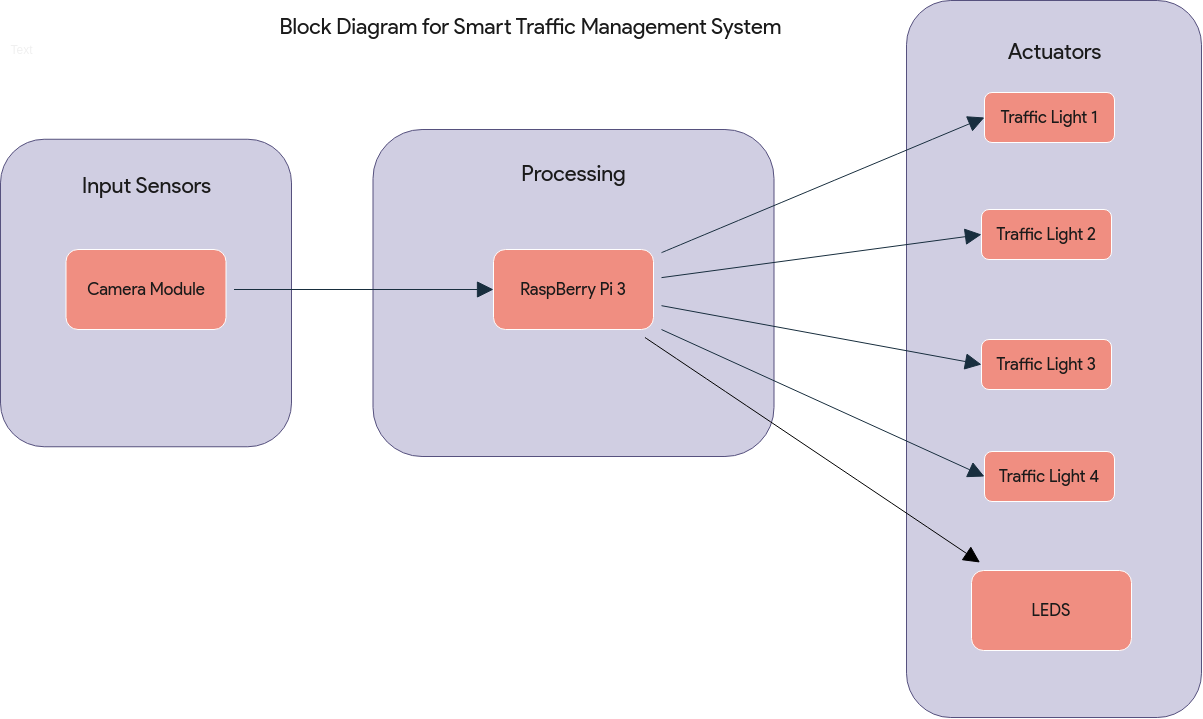 Block Diagram for Smart Traffic Management System
Text
Input Sensors
Camera Module
Processing
RaspBerry Pi 3
Actuators
Traffic Light 1
Traffic Light 2
Traffic Light 3
Traffic Light 4
LEDS